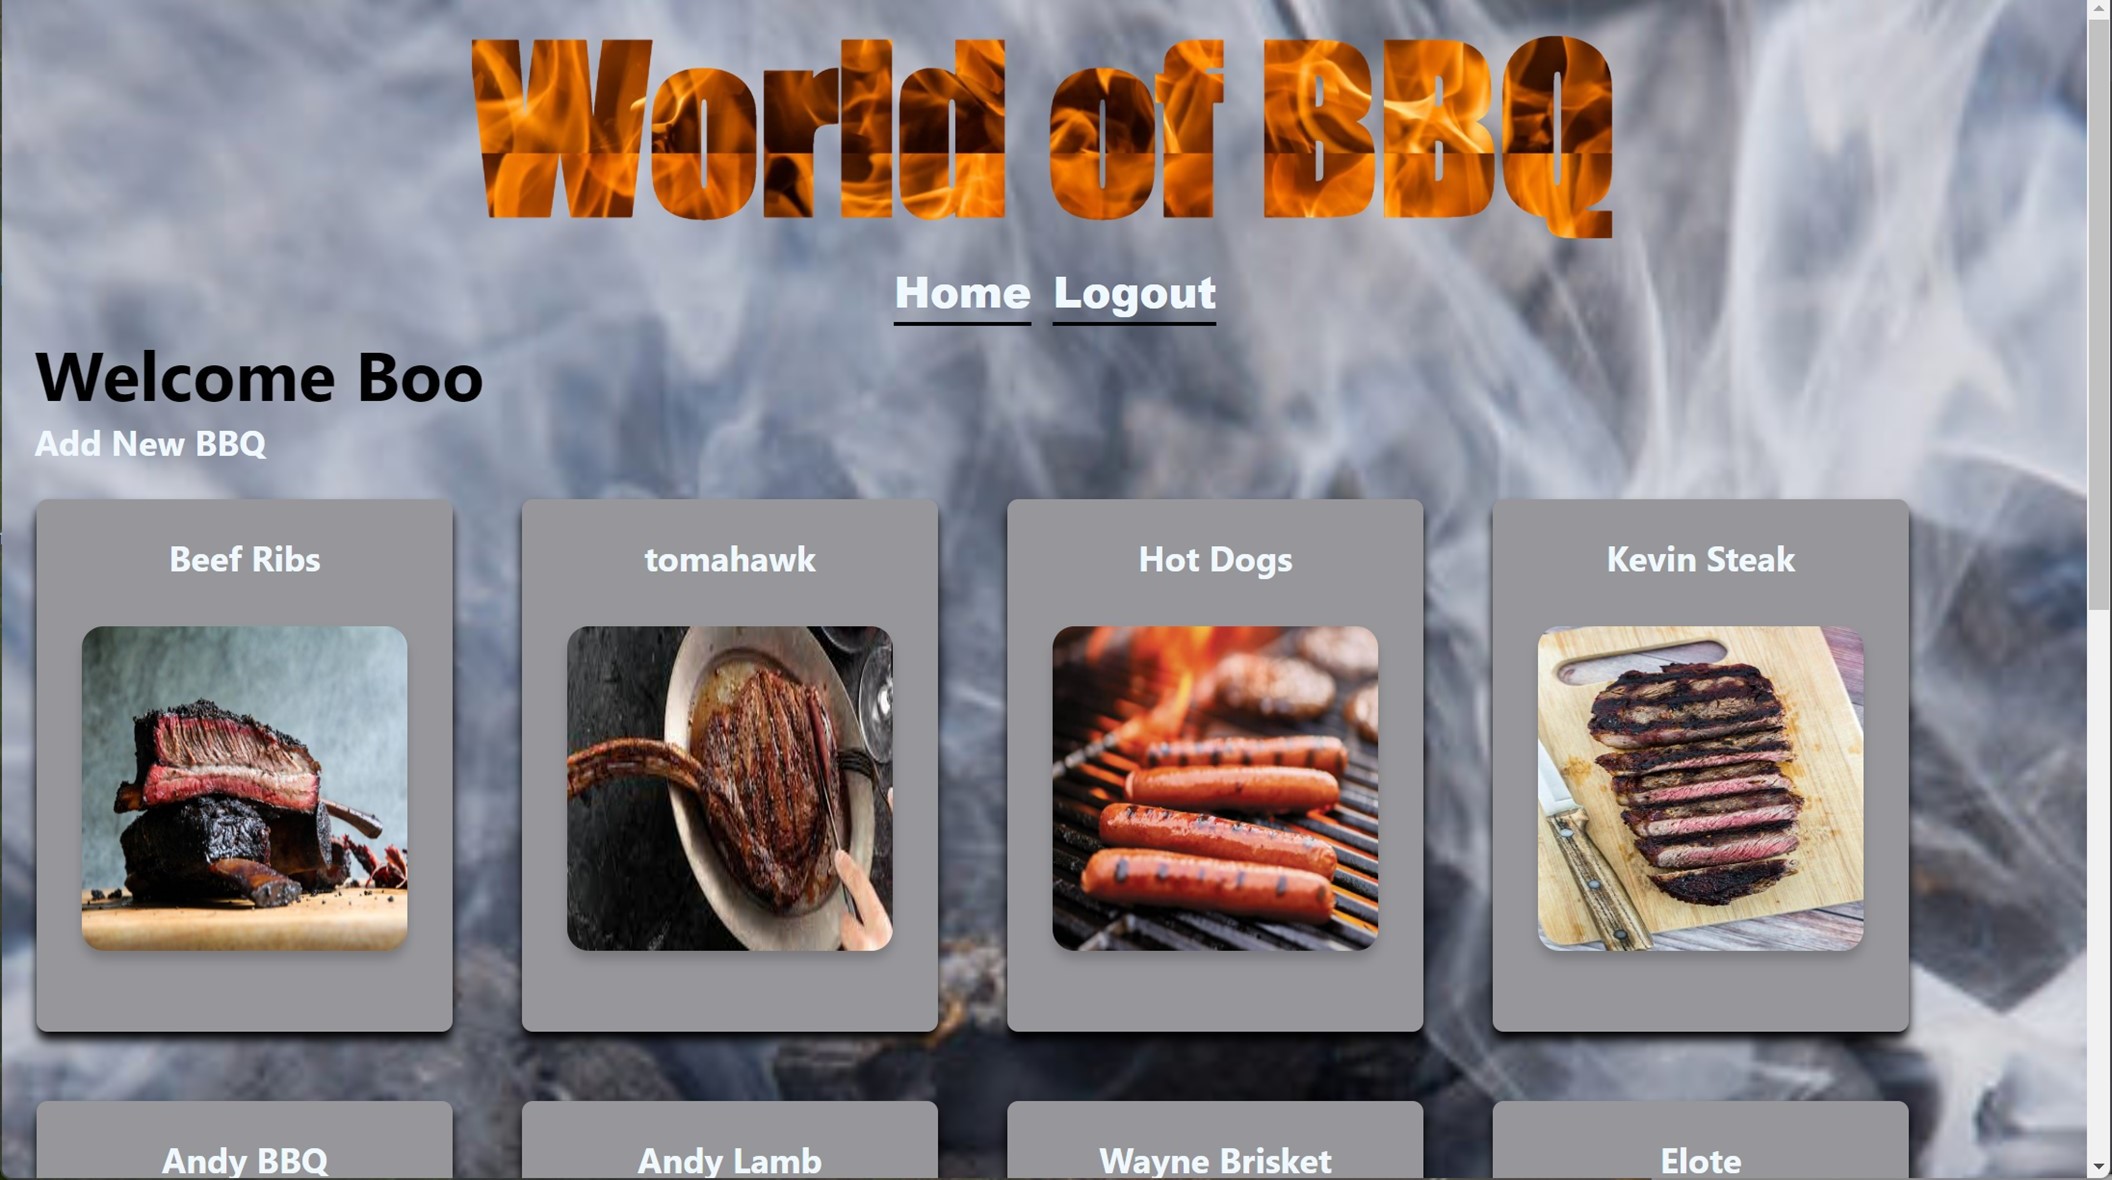 World of BBQ
Home Logout
Welcome Boo
Add New BBQ
Beef Ribs
tomahawk
Hot Dogs
Kevin Steak
Andy BBQ
Andy Lamb
Wayne Brisket
Elote